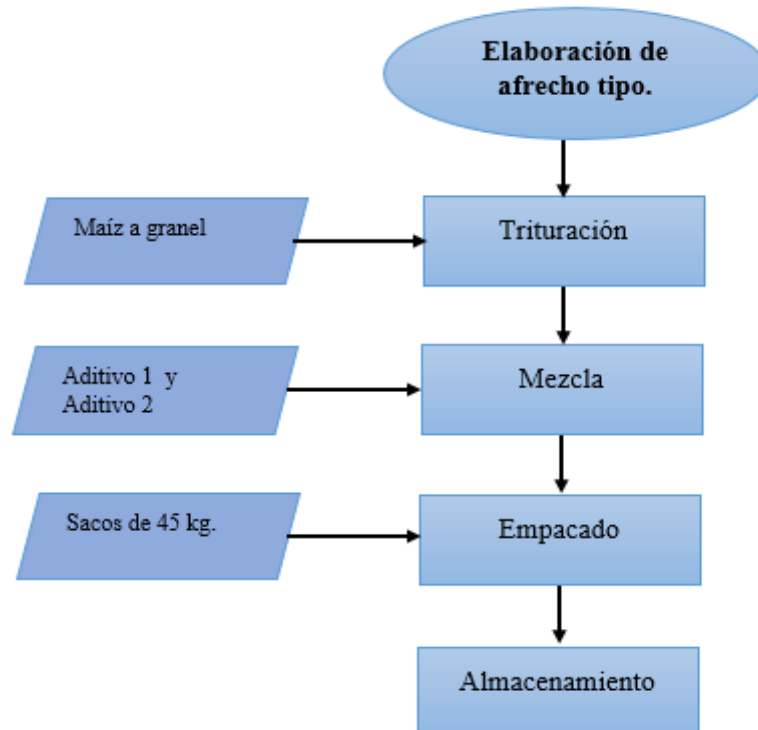 Elaboración de
afrecho tipo.
Maíz a granel
Trituración
Aditivo 1 y
Aditivo 2
Mezcla
Sacos de 45 kg.
Empacado
Almacenamiento